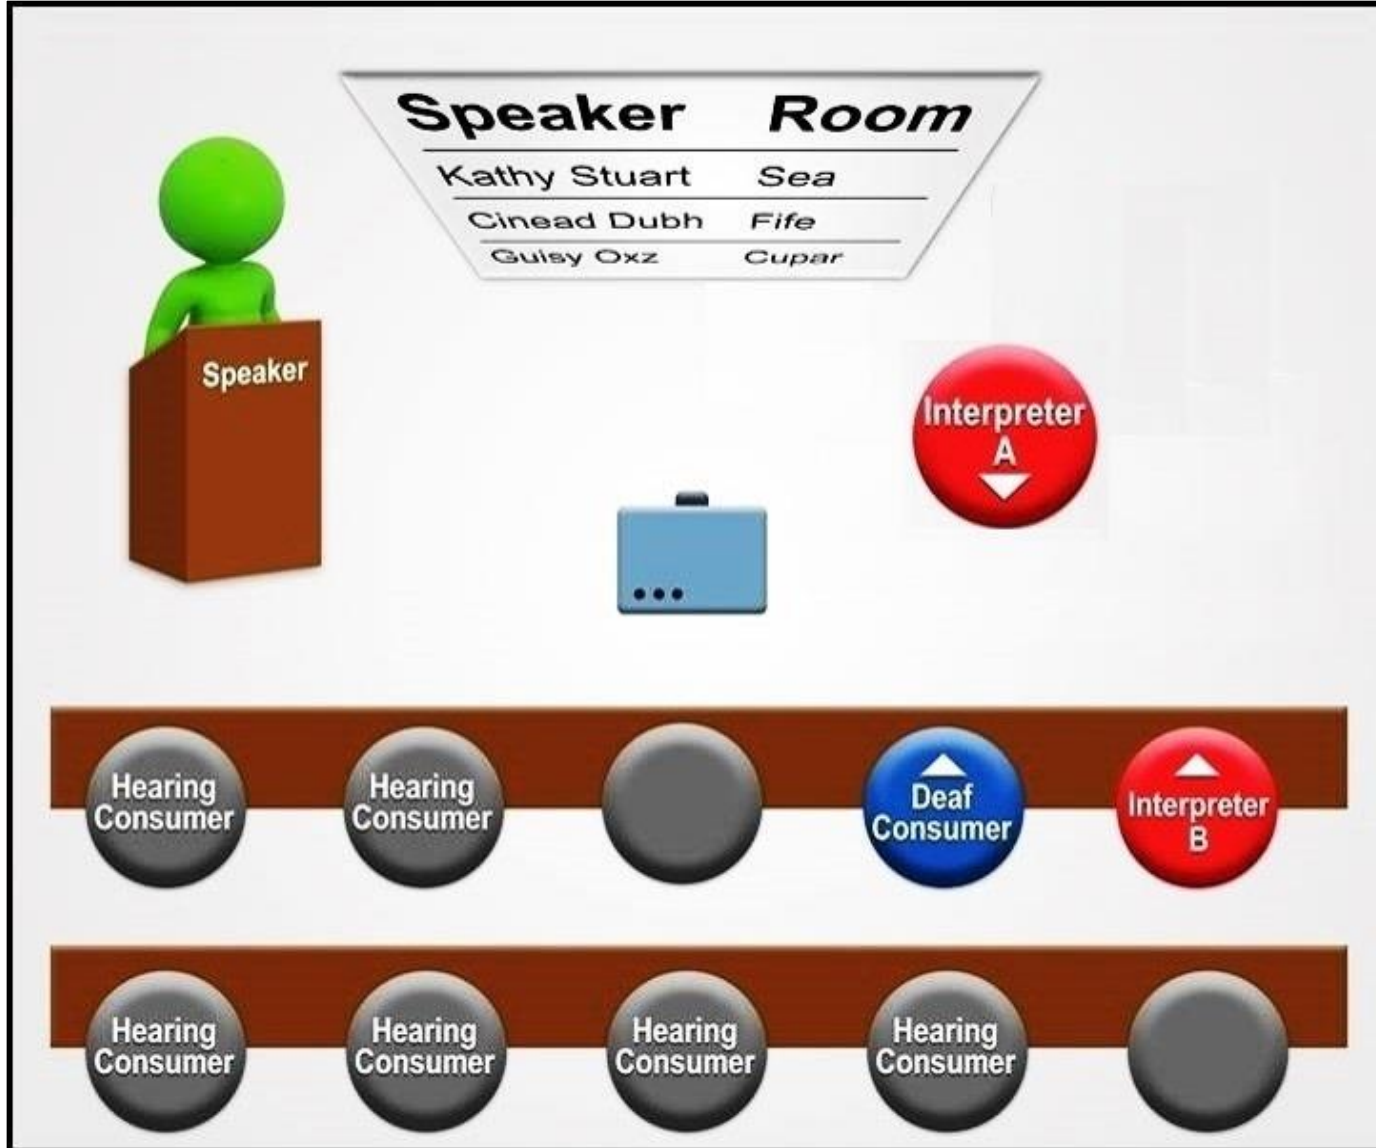 Speaker Room
Kathy Stuart Sea
Cinead Dubh Fife
Guisy Oxz Cupar
Speaker
Interpreter
A
Hearing
Consumer
Hearing
Consumer
Deaf
Consumer
Interpreter
B
Hearing
Consumer
Hearing
Consumer
Hearing
Consumer
Hearing
Consumer